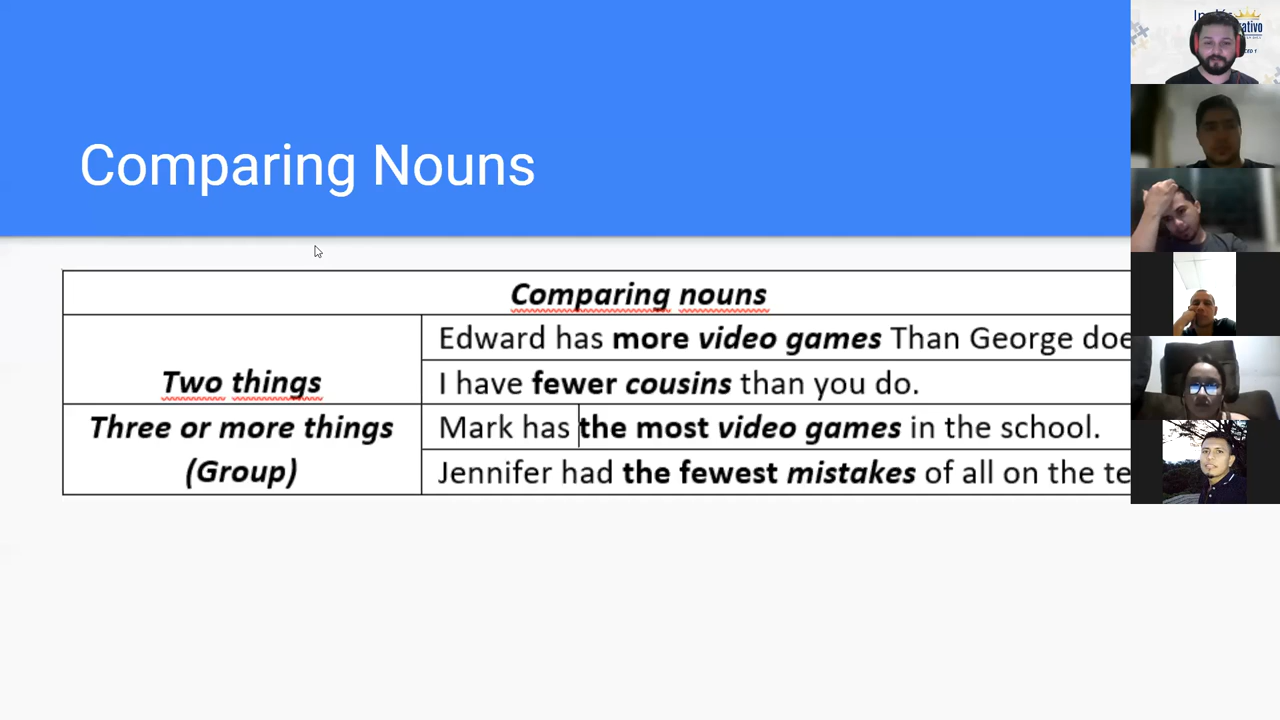 Comparing Nouns
Comparing nouns
Two things
Edward has more video games Than George doe
I have fewer cousins than you do.
Three or more things
(Group)
Mark has the most video games in the school.
Jennifer had the fewest mistakes of all on the te